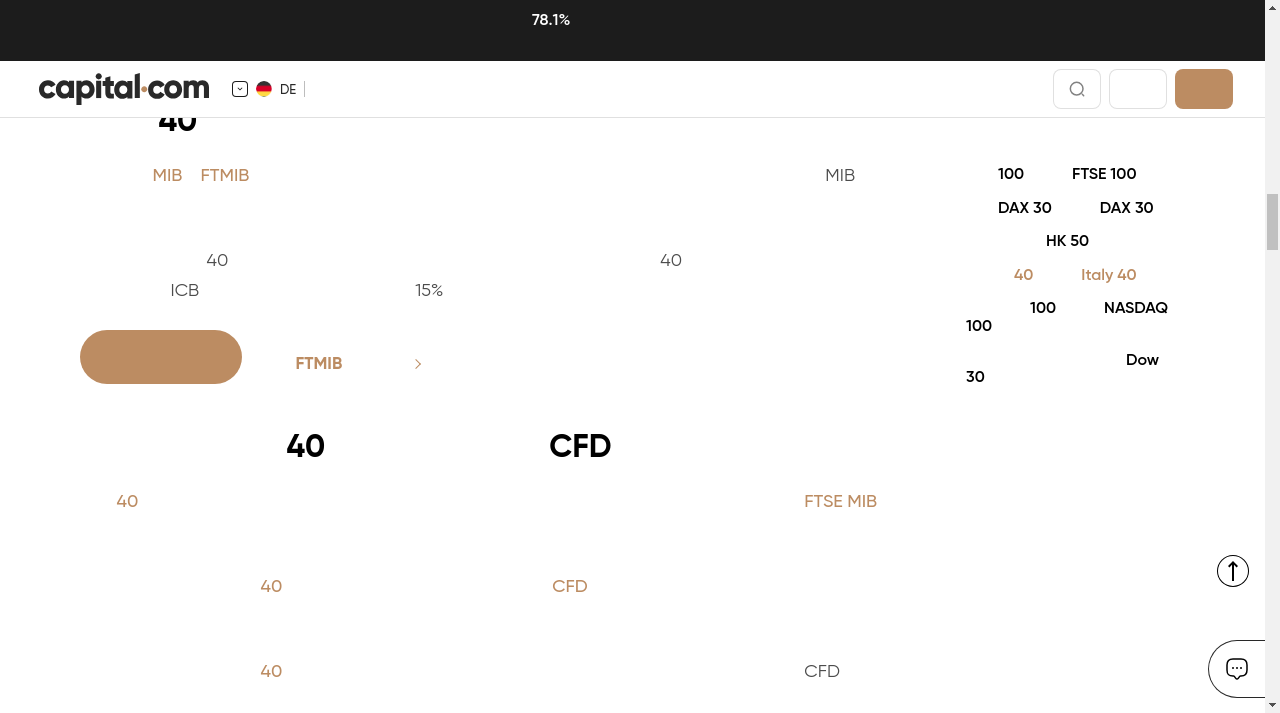 78.1%
capital.com
DE
40
MIB FTMIB MIB
40 40
ICB 15%
FTMIB
100 FTSE 100
DAX 30 DAX 30
HK 50
40 Italy 40
100 NASDAQ
100
Dow
30
40 CFD
40 FTSE MIB
40 CFD
40 CFD